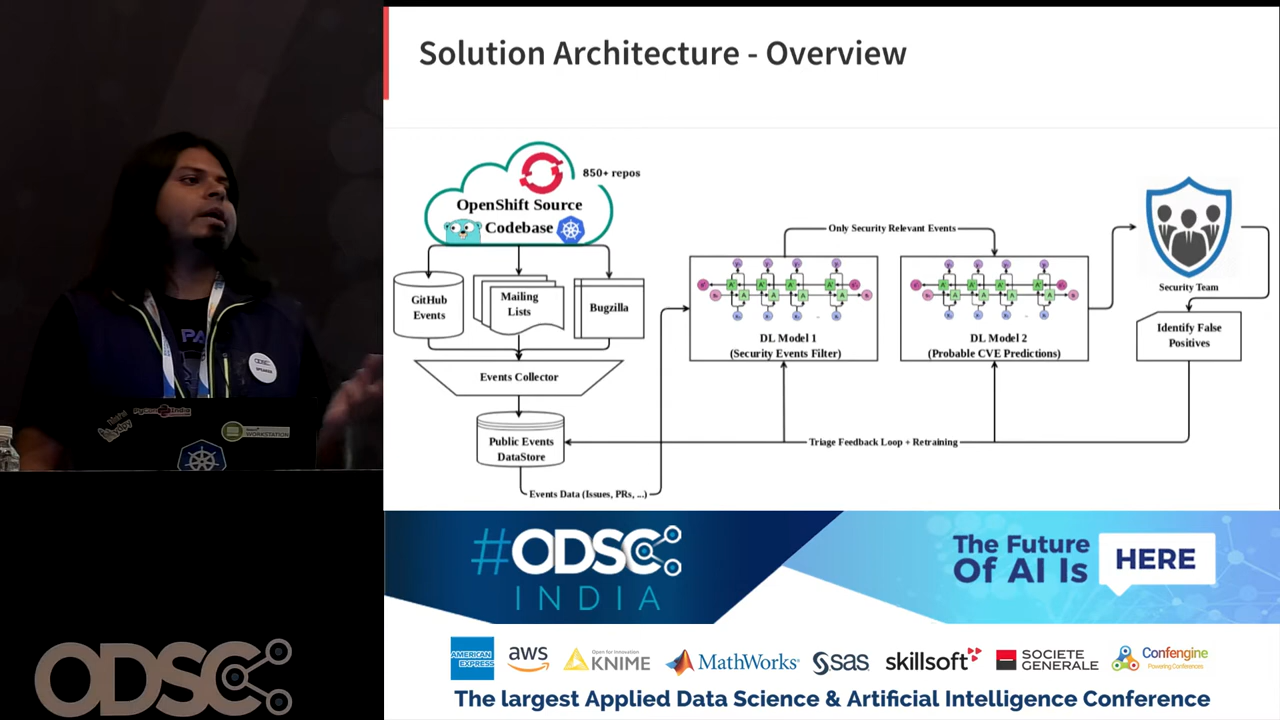 Solution Architecture - Overview
850+ repos
OpenShift Source
Codebase
GitHub
Events
Mailing
Lists
Bugzilla
Events Collector
Public Events
DataStore
Events Data (Issues, PRs, ...)
Only Security Relevant Events
DL Model 1
(Security Events Filter)
DL Model 2
(Probable CVE Predictions)
Security Team
Identify False
Positives
Triage Feedback Loop + Retraining
ODSC
SPEAKER
WORKSTATION
ODSC
#ODSC
INDIA
The Future
Of AI Is
HERE
AMERICAN
EXPRESS
aws
Open for Innovation
KNIME
MathWorks
sas
skillsoft
SOCIETE
GENERALE
Confengine
Powering Conferences
The largest Applied Data Science & Artificial Intelligence Conference